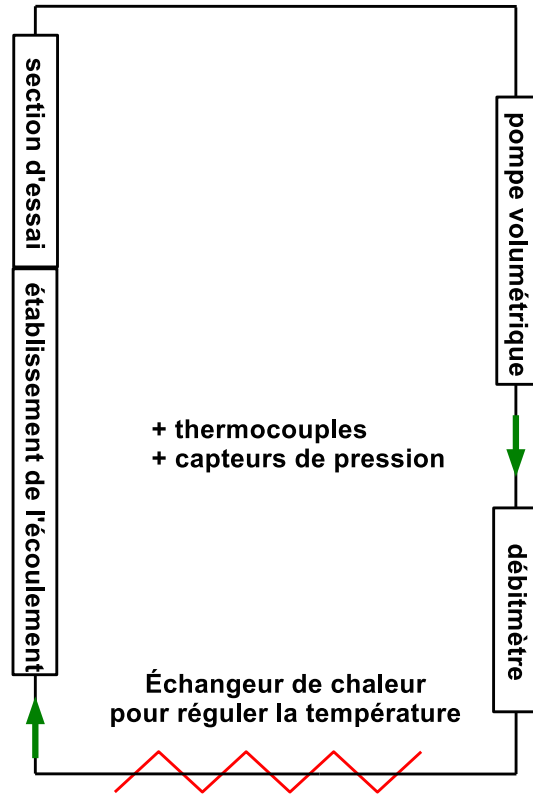 section d'essai
établissement de l'écoulement
pompe volumétrique
débitmètre
+ thermocouples
+ capteurs de pression
Échangeur de chaleur
pour réguler la température